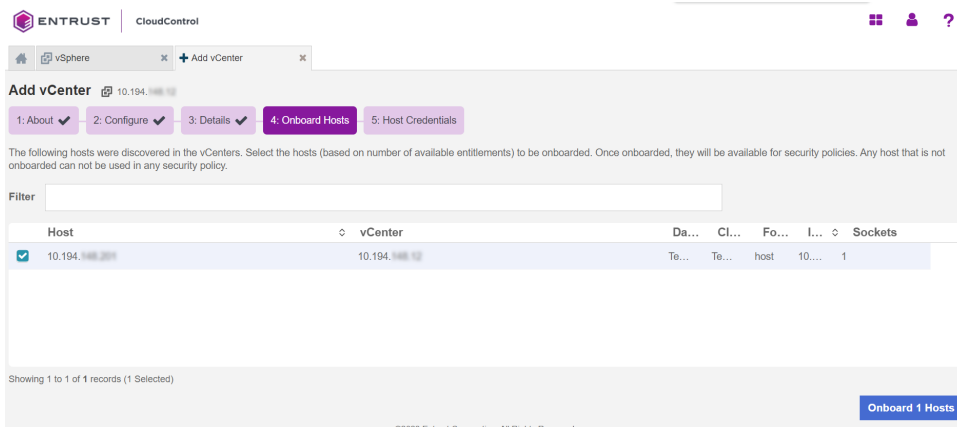 ENTRUST CloudControl
vSphere Add vCenter
Add vCenter 10.194.
1: About 2: Configure 3: Details 4: Onboard Hosts 5: Host Credentials
The following hosts were discovered in the vCenters. Select the hosts (based on number of available entitlements) to be onboarded. Once onboarded, they will be available for security policies. Any host that is not
onboarded can not be used in any security policy.
Filter
Host vCenter Da... Cl... Fo... I... Sockets
10.194. 10.194. Te... Te... host 10.... 1
Showing 1 to 1 of 1 records (1 Selected)
Onboard 1 Hosts